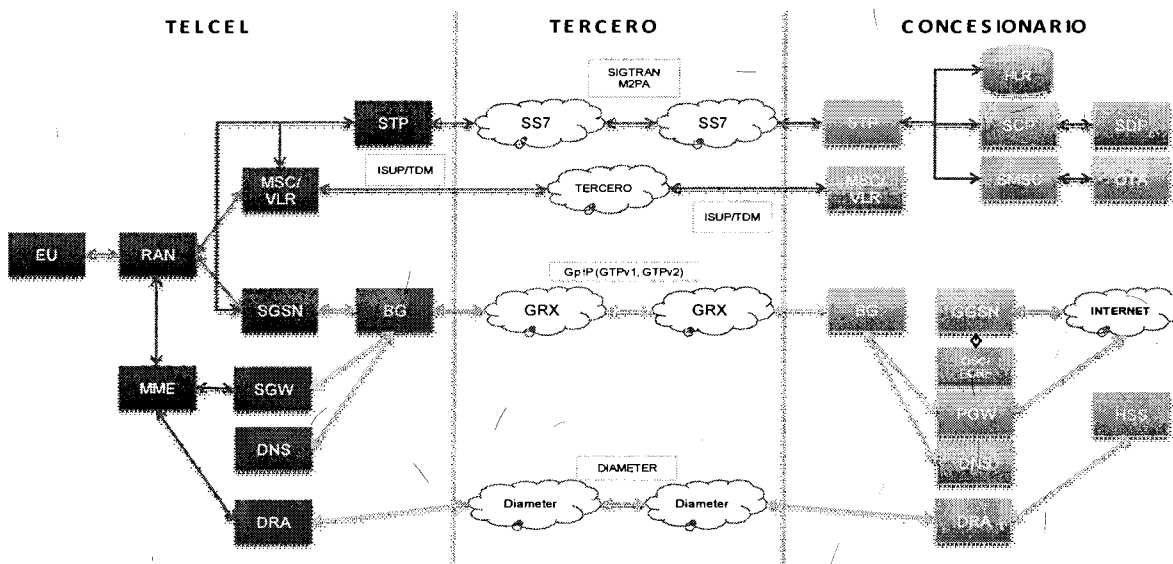 TELCEL
TERCERO
CONCESIONARIO
SIGTRAN
M2PA
HLR
STP
SS7
SS7
STP
SCP
SDP
ISUP/TDM
MSC/
VLR
TERCERO
MSC/
VLR
SMSC
OTA
ISUP/TDM
EU
RAN
GpIP (GTPv1, GTPv2)
SGSN
BG
GRX
GRX
BG
GGSN
INTERNET
MME
SGW
PGW
HSS
DNS
DNS
DIAMETER
DRA
Diameter
Diameter
DRA